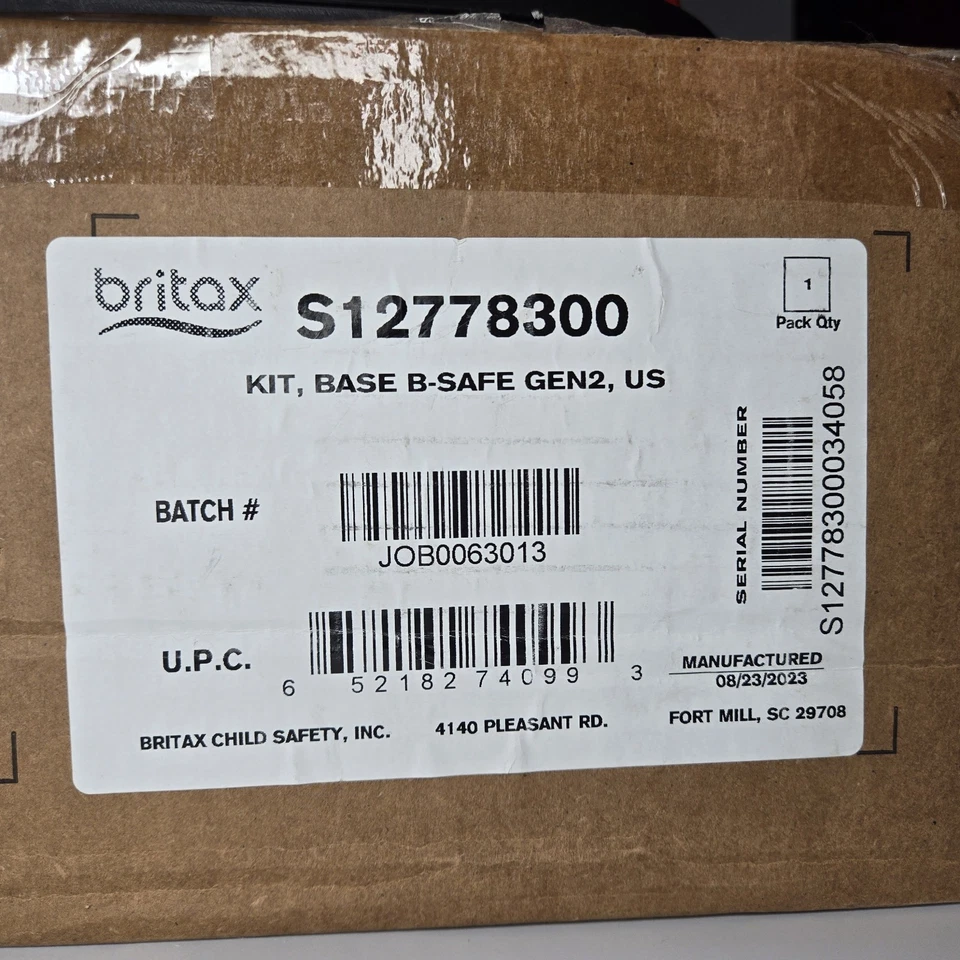 britax
S12778300
1
Pack Qty
KIT, BASE B-SAFE GEN2, US
BATCH #
JOB0063013
SERIAL NUMBER
S1277830000034058
U.P.C.
6 52182 74099 3
MANUFACTURED
08/23/2023
BRITAX CHILD SAFETY, INC. 4140 PLEASANT RD. FORT MILL, SC 29708